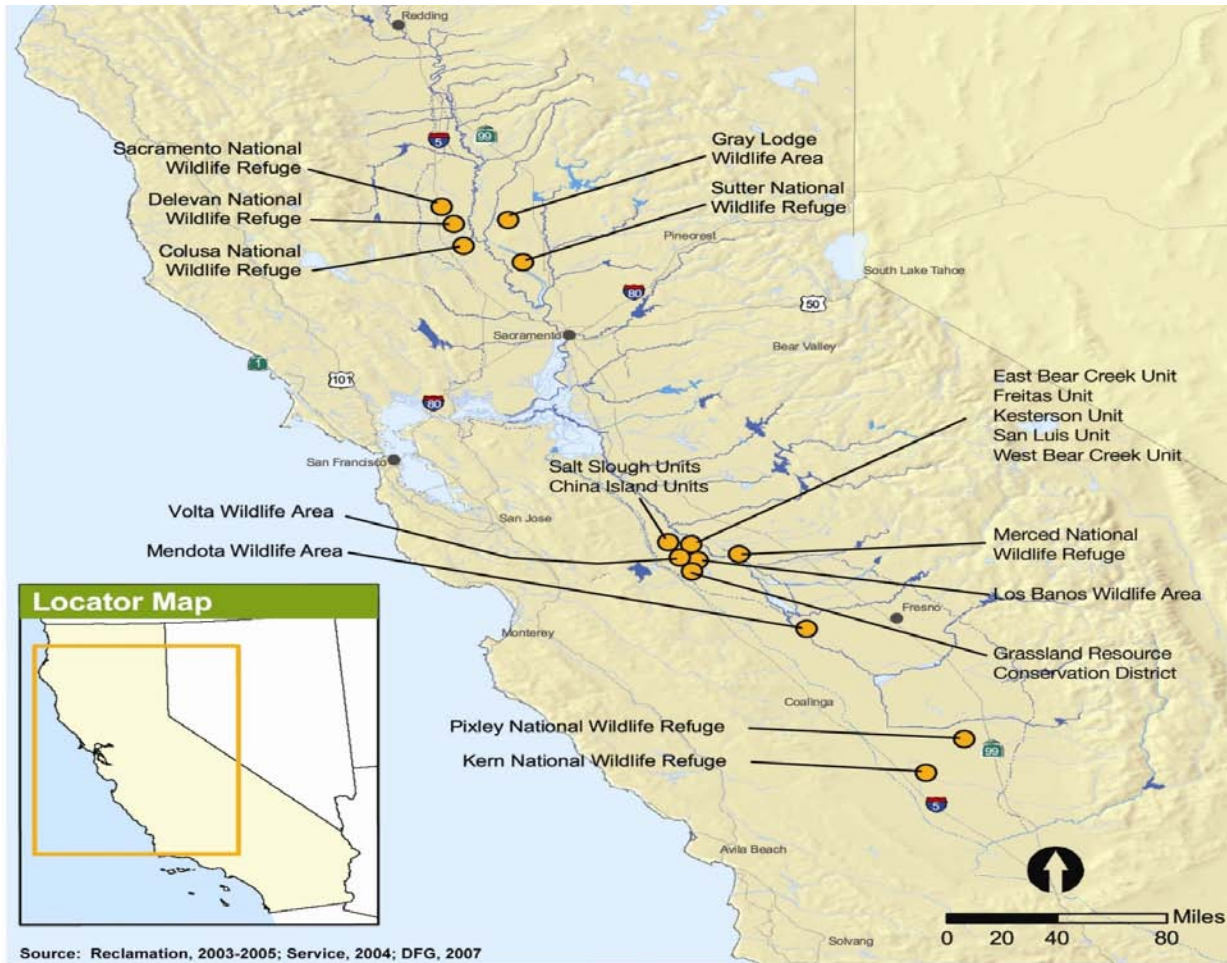 Redding
5
99
Sacramento National
Wildlife Refuge
Gray Lodge
Wildlife Area
Delevan National
Wildlife Refuge
Sutter National
Wildlife Refuge
Colusa National
Wildlife Refuge
Pinecrest
South Lake Tahoe
80
50
Sacramento
Bear Valley
1
101
80
East Bear Creek Unit
Freitas Unit
Kesterson Unit
San Luis Unit
West Bear Creek Unit
San Francisco
Salt Slough Units
China Island Units
Volta Wildlife Area
San Jose
Merced National
Wildlife Refuge
Mendota Wildlife Area
Los Banos Wildlife Area
Fresno
Monterey
Grassland Resource
Conservation District
Locator Map
Coalinga
Pixley National Wildlife Refuge
99
Kern National Wildlife Refuge
5
Avila Beach
Miles
0 20 40 80
Solvang
Source: Reclamation, 2003-2005; Service, 2004; DFG, 2007